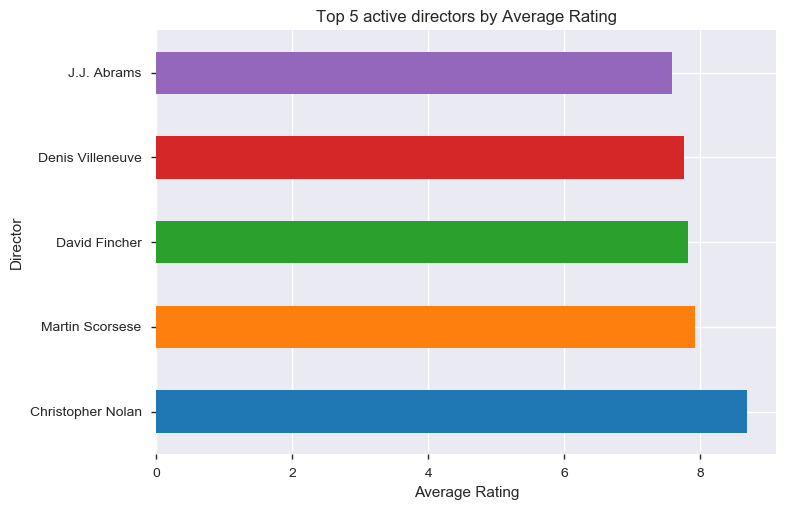 Top 5 active directors by Average Rating
J.J. Abrams
Denis Villeneuve
David Fincher
Martin Scorsese
Christopher Nolan
Director
0 2 4 6 8
Average Rating